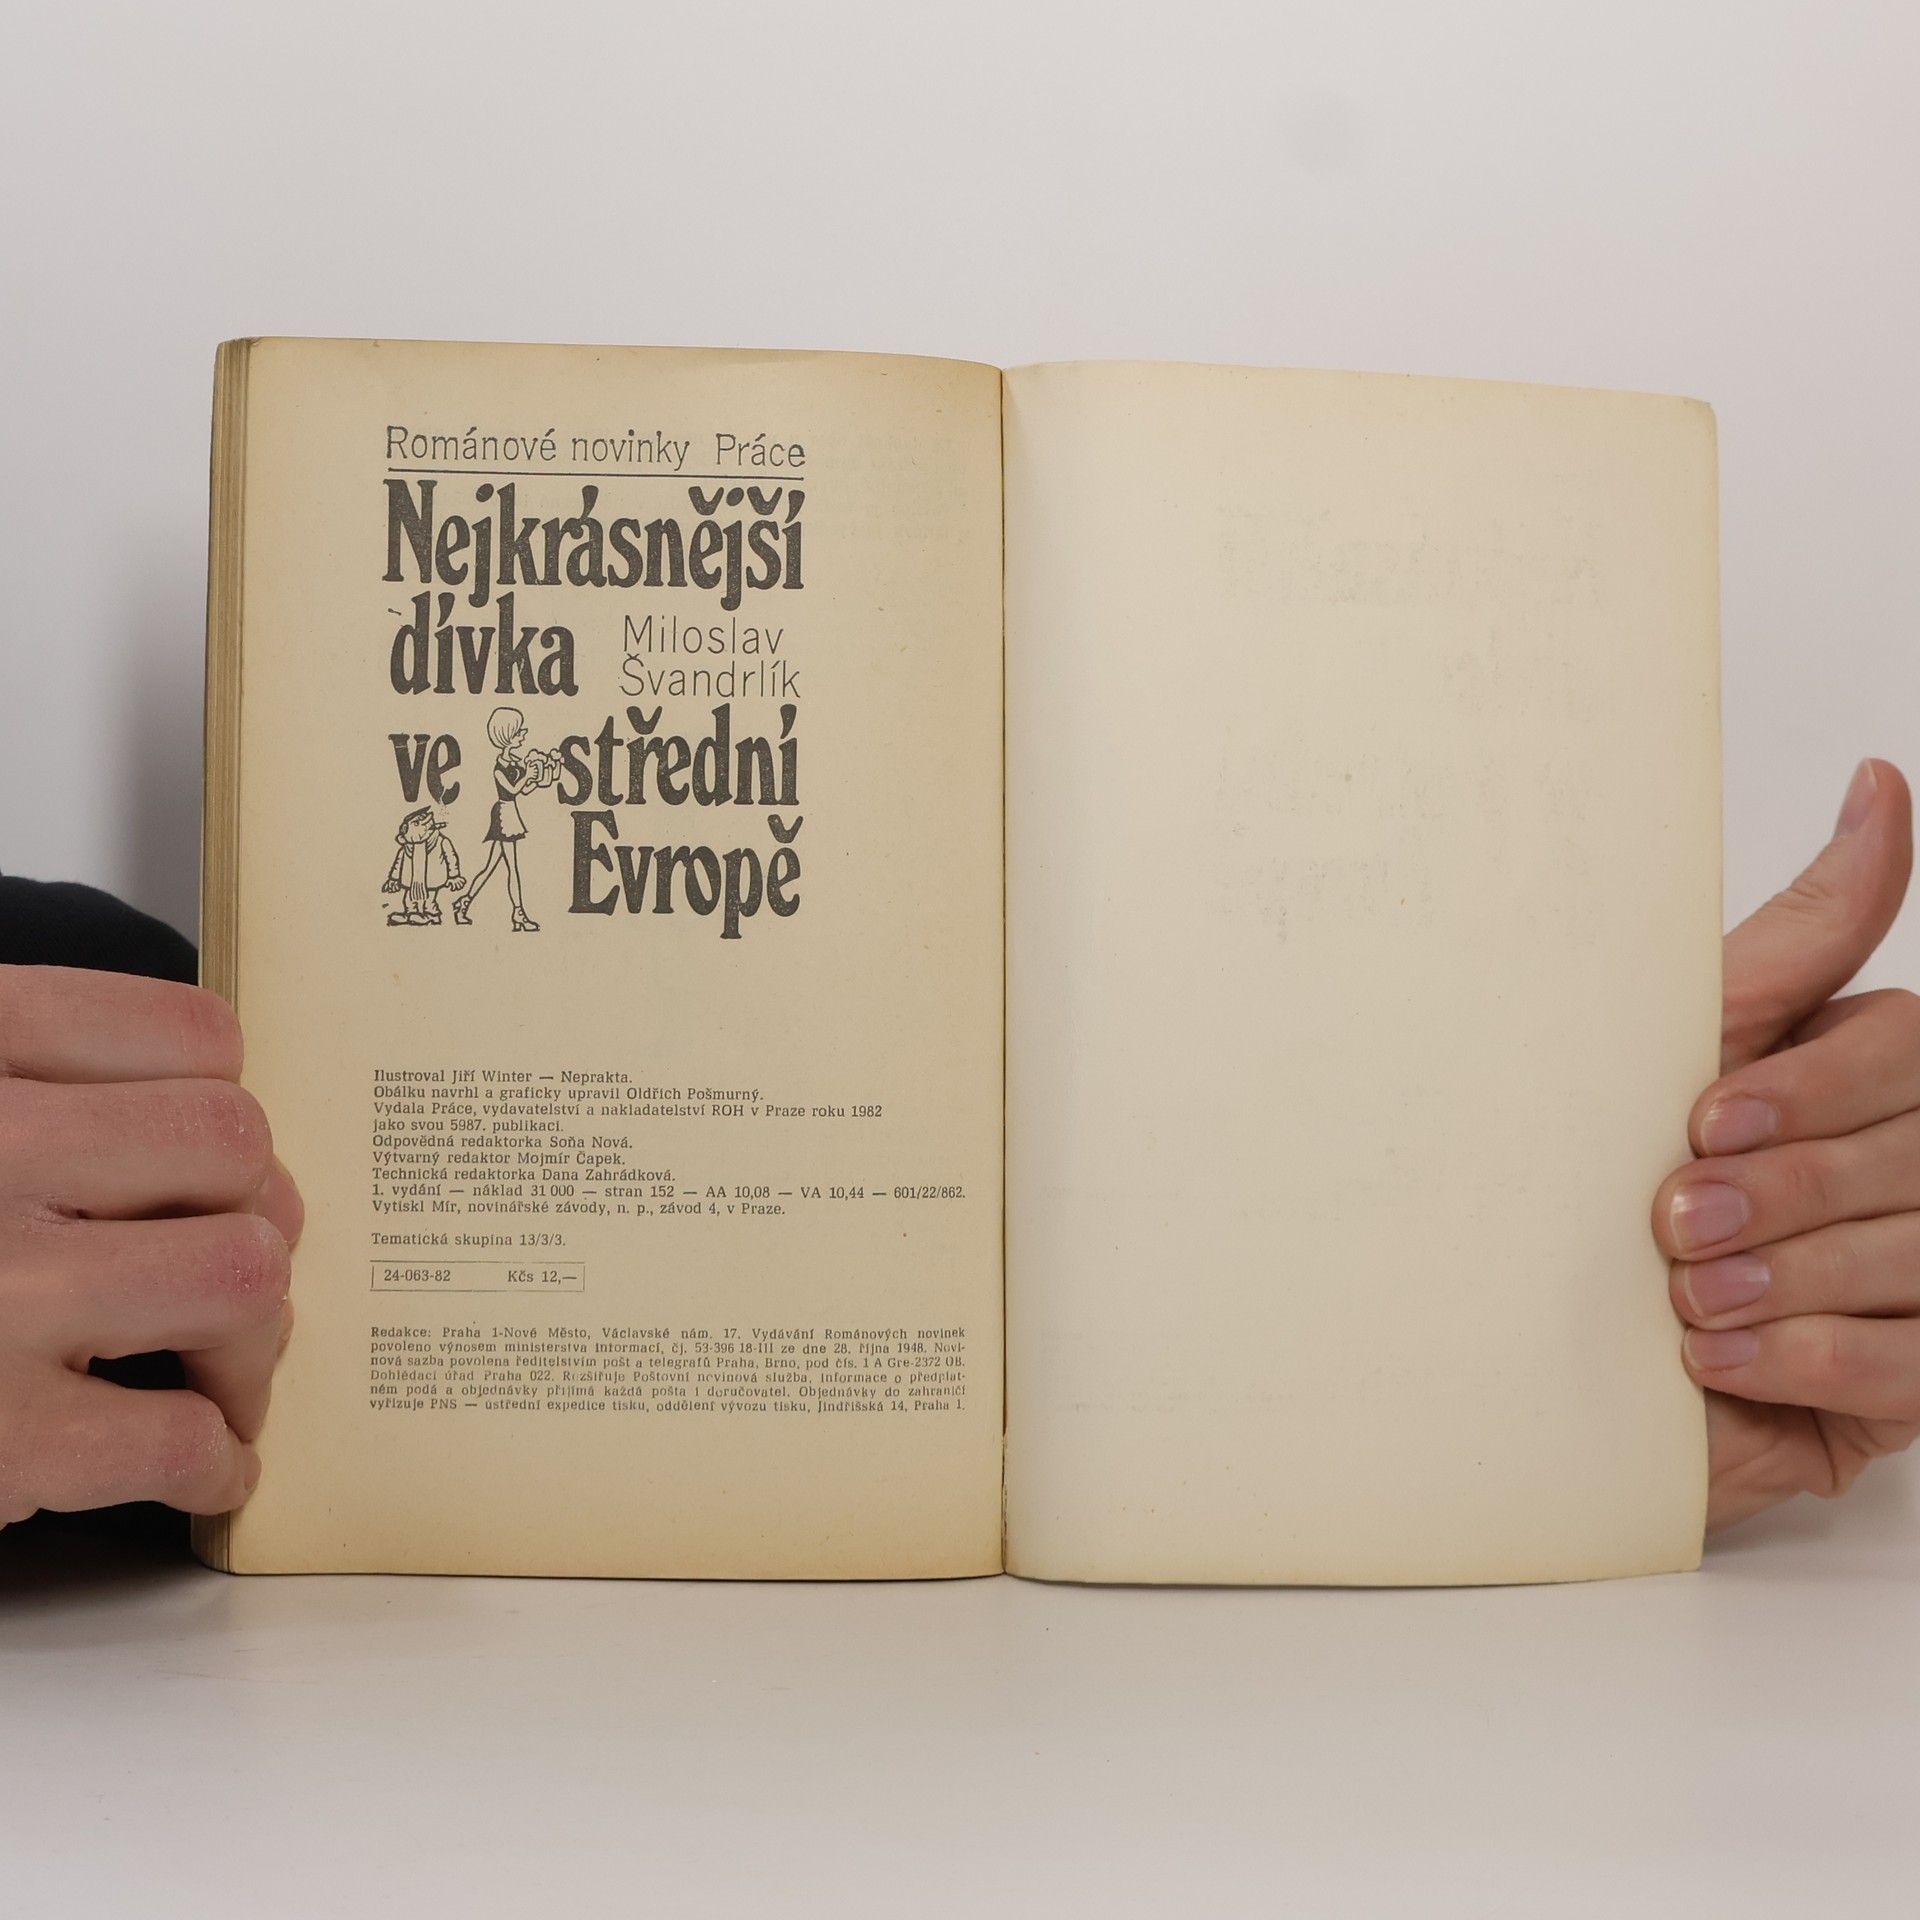 Románové novinky Práce
Nejkrásnější
dívka
Miloslav
Švandrlík
ve střední
Evropě
Ilustroval Jiří Winter — Neprakta.
Obálku navrhl a graficky upravil Oldřich Pošmurný.
Vydala Práce, vydavatelství a nakladatelství ROH v Praze roku 1982
jako svou 5987. publikaci.
Odpovědná redaktorka Soňa Nová.
Výtvarný redaktor Mojmír Čapek.
Technická redaktorka Dana Zahrádková.
1. vydání — náklad 31 000 — stran 152 — AA 10,08 — VA 10,44 — 601/22/862.
Vytiskl Mír, novinářské závody, n. p., závod 4, v Praze.
Tematická skupina 13/3/3.
24-063-82 Kčs 12,—
Redakce: Praha 1-Nové Město, Václavské nám. 17. Vydávání Románových novinek
povoleno výnosem ministerstva informací, čj. 53-396 18-III ze dne 28. října 1948. Novi-
nová sazba povolena ředitelstvím pošt a telegrafů Praha, Brno, pod čís. 1 A Gre-2372 OB.
Dohlédací úřad Praha 022. Rozšiřuje Poštovní novinová služba, informace o předplat-
ném podá a objednávky přijímá každá pošta i doručovatel. Objednávky do zahraničí
vyřizuje PNS — ústřední expedice tisku, oddělení vývozu tisku, Jindřišská 14, Praha 1.